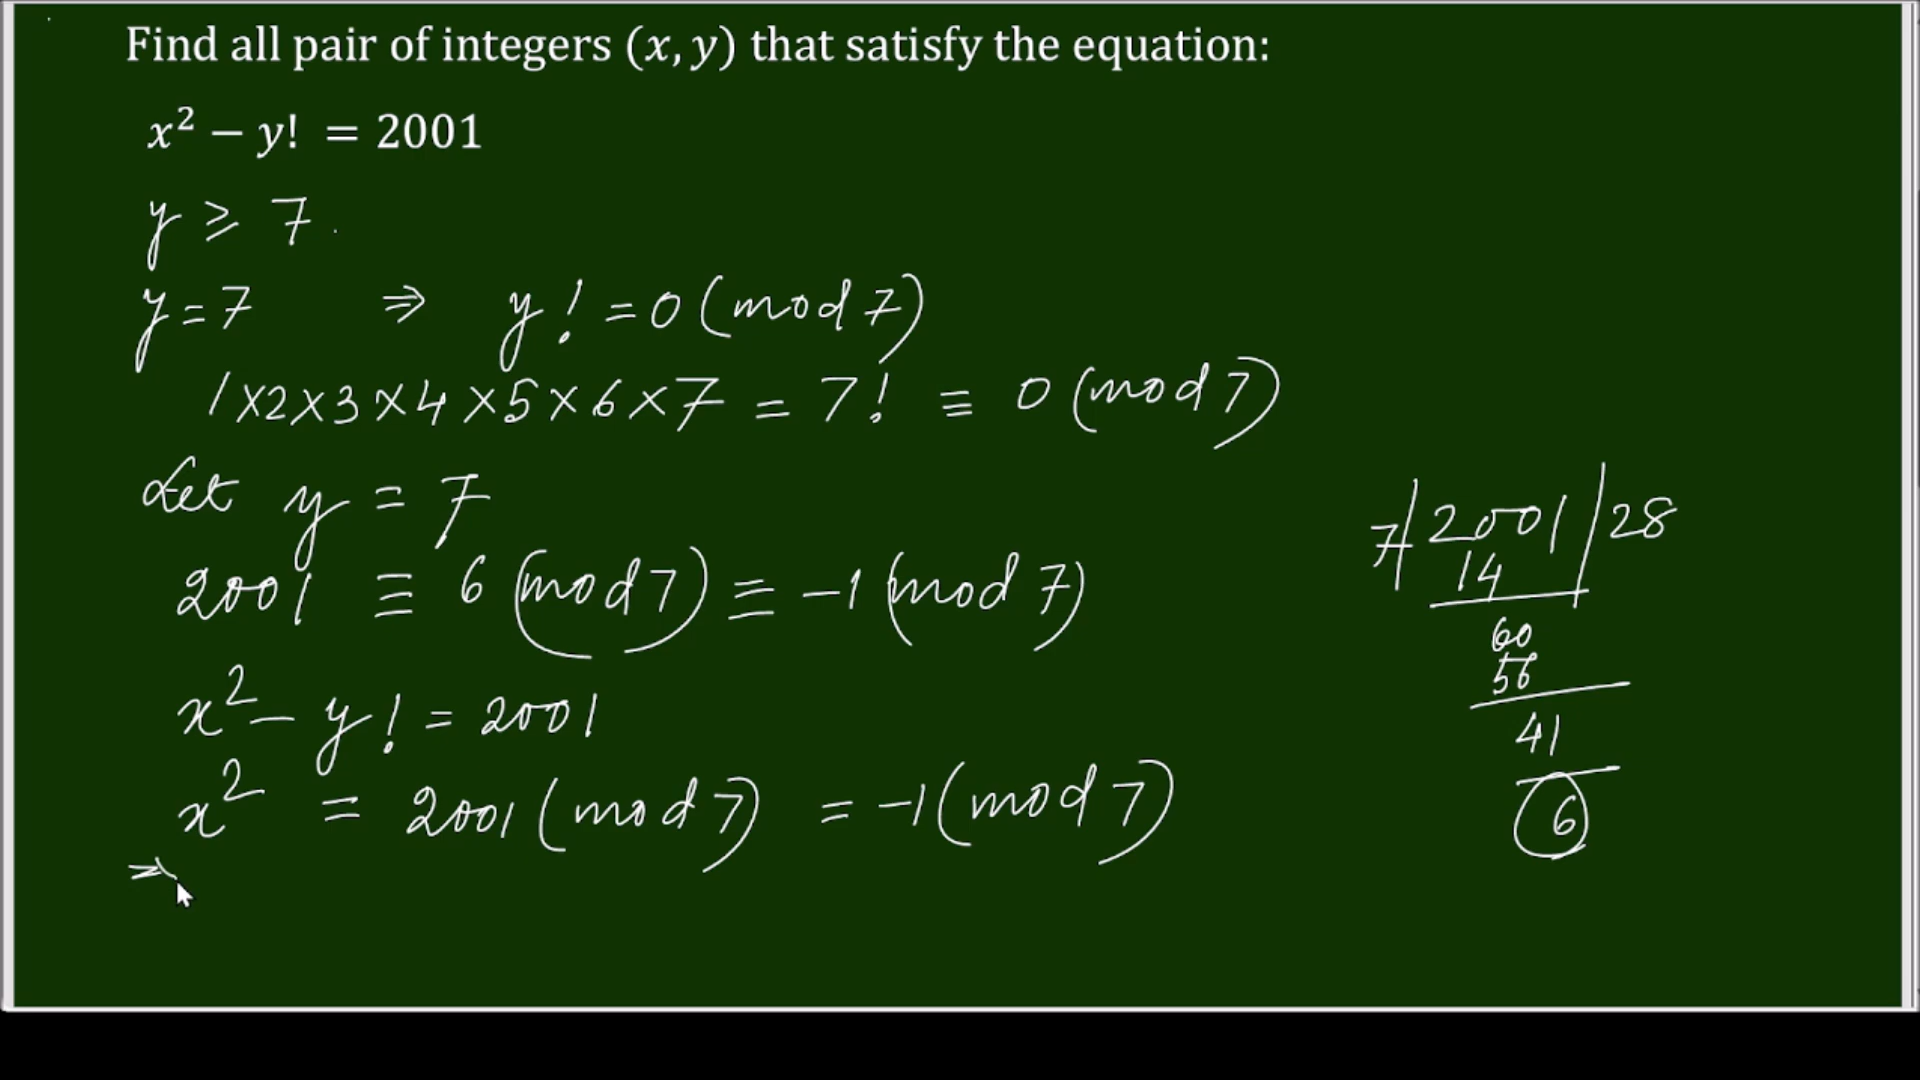 Find all pair of integers (x, y) that satisfy the equation:
x² − y! = 2001
y ≥ 7.
y = 7 ⇒ y! = 0 (mod 7)
1 × 2 × 3 × 4 × 5 × 6 × 7 = 7! ≡ 0 (mod 7)
Let y = 7
2001 ≡ 6 (mod 7) ≡ −1 (mod 7)
x² − y! = 2001
x² = 2001 (mod 7) = −1 (mod 7)
⇒
7 | 2001 | 28
14
60
56
41
6